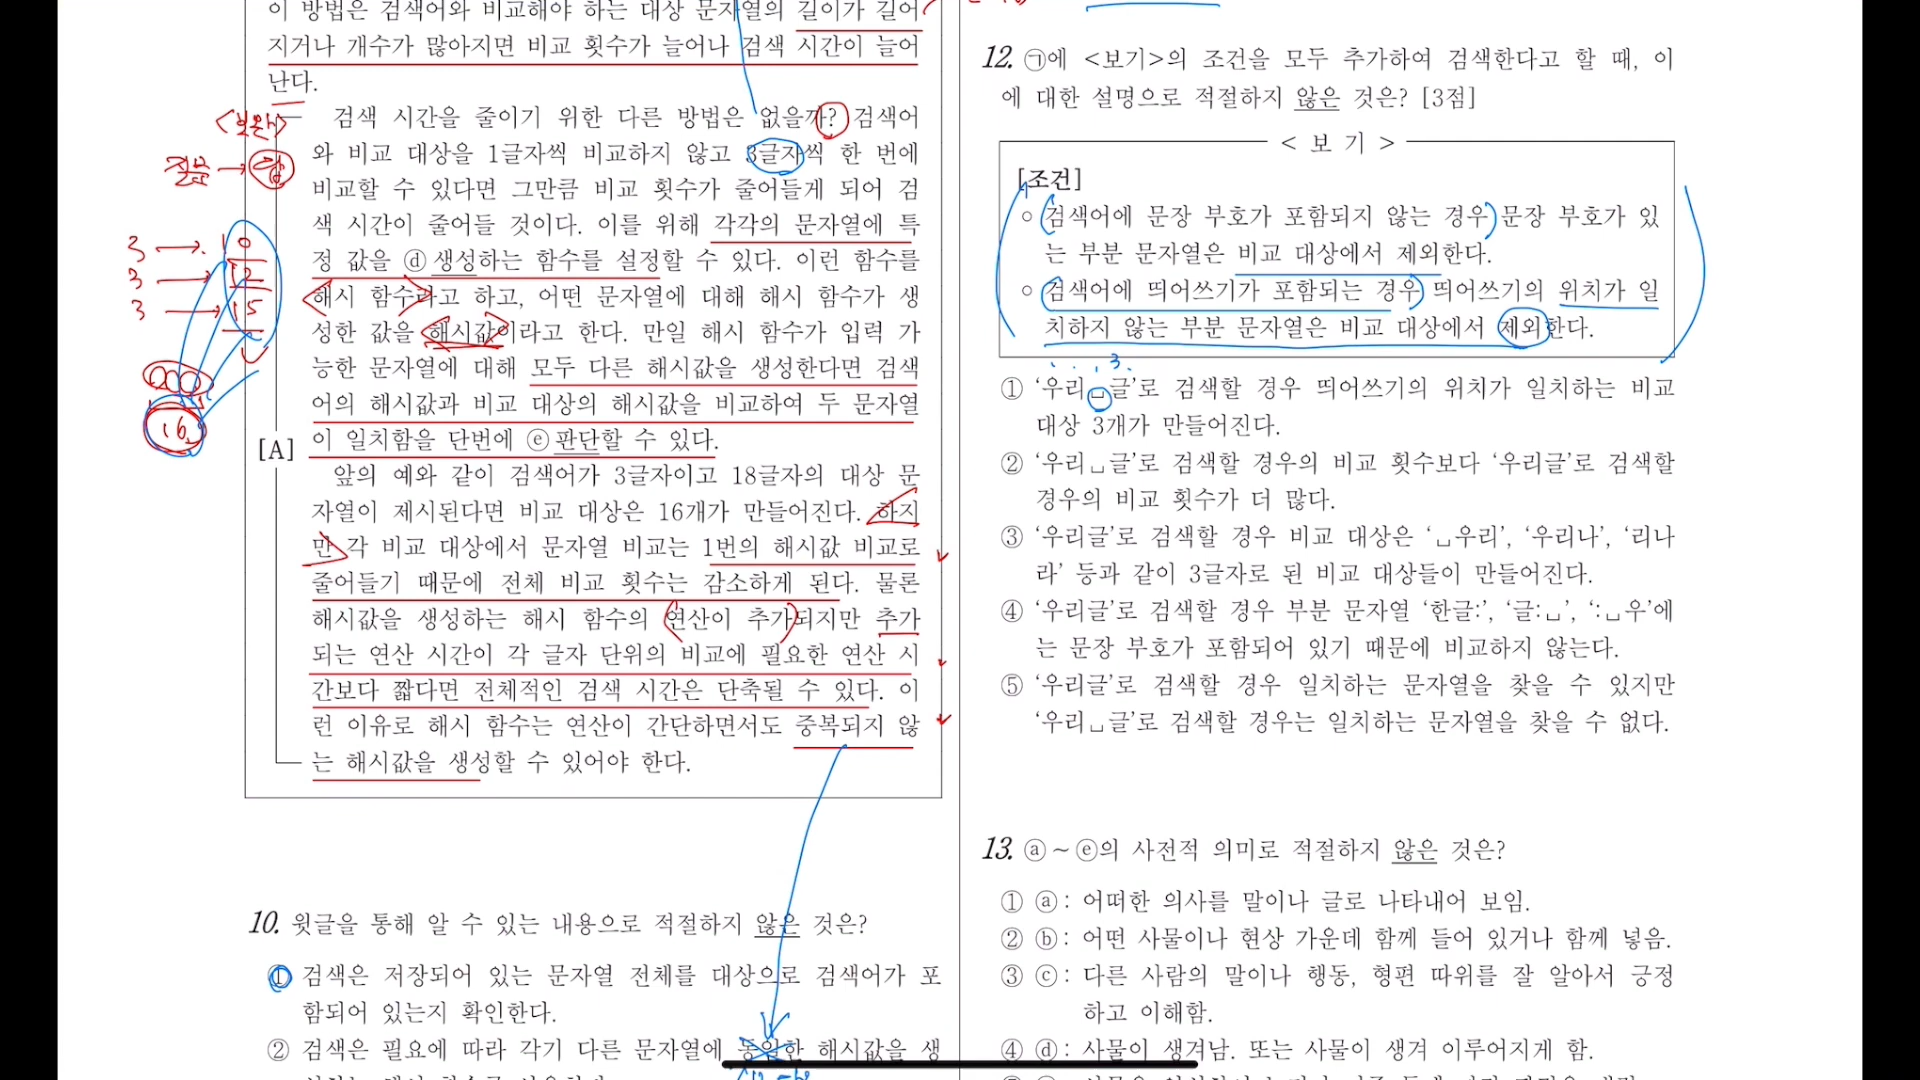 이 방법은 검색어와 비교해야 하는 대상 문자열의 길이가 길어
지거나 개수가 많아지면 비교 횟수가 늘어나 검색 시간이 늘어
난다.
검색 시간을 줄이기 위한 다른 방법은 없을까? 검색어
와 비교 대상을 1글자씩 비교하지 않고 3글자씩 한 번에
비교할 수 있다면 그만큼 비교 횟수가 줄어들게 되어 검
색 시간이 줄어들 것이다. 이를 위해 각각의 문자열에 특
정 값을 ⓓ생성하는 함수를 설정할 수 있다. 이런 함수를
해시 함수라고 하고, 어떤 문자열에 대해 해시 함수가 생
성한 값을 해시값이라고 한다. 만일 해시 함수가 입력 가
능한 문자열에 대해 모두 다른 해시값을 생성한다면 검색
어의 해시값과 비교 대상의 해시값을 비교하여 두 문자열
이 일치함을 단번에 ⓔ판단할 수 있다.
[A]
앞의 예와 같이 검색어가 3글자이고 18글자의 대상 문
자열이 제시된다면 비교 대상은 16개가 만들어진다. 하지
만 각 비교 대상에서 문자열 비교는 1번의 해시값 비교로
줄어들기 때문에 전체 비교 횟수는 감소하게 된다. 물론
해시값을 생성하는 해시 함수의 연산이 추가되지만 추가
되는 연산 시간이 각 글자 단위의 비교에 필요한 연산 시
간보다 짧다면 전체적인 검색 시간은 단축될 수 있다. 이
런 이유로 해시 함수는 연산이 간단하면서도 중복되지 않
는 해시값을 생성할 수 있어야 한다.
3 → 10
3 → 12
3 → 15
16
10. 윗글을 통해 알 수 있는 내용으로 적절하지 않은 것은?
① 검색은 저장되어 있는 문자열 전체를 대상으로 검색어가 포
함되어 있는지 확인한다.
② 검색은 필요에 따라 각기 다른 문자열에 동일한 해시값을 생
12. ㉠에 <보기>의 조건을 모두 추가하여 검색한다고 할 때, 이
에 대한 설명으로 적절하지 않은 것은? [3점]
< 보 기 >
[조건]
○ 검색어에 문장 부호가 포함되지 않는 경우 문장 부호가 있
는 부분 문자열은 비교 대상에서 제외한다.
○ 검색어에 띄어쓰기가 포함되는 경우 띄어쓰기의 위치가 일
치하지 않는 부분 문자열은 비교 대상에서 제외한다.
3
① ‘우리␣글’로 검색할 경우 띄어쓰기의 위치가 일치하는 비교
대상 3개가 만들어진다.
② ‘우리␣글’로 검색할 경우의 비교 횟수보다 ‘우리글’로 검색할
경우의 비교 횟수가 더 많다.
③ ‘우리글’로 검색할 경우 비교 대상은 ‘␣우리’, ‘우리나’, ‘리나
라’ 등과 같이 3글자로 된 비교 대상들이 만들어진다.
④ ‘우리글’로 검색할 경우 부분 문자열 ‘한글:’, ‘글:␣’, ‘:␣우’에
는 문장 부호가 포함되어 있기 때문에 비교하지 않는다.
⑤ ‘우리글’로 검색할 경우 일치하는 문자열을 찾을 수 있지만
‘우리␣글’로 검색할 경우는 일치하는 문자열을 찾을 수 없다.
13. ⓐ~ⓔ의 사전적 의미로 적절하지 않은 것은?
① ⓐ: 어떠한 의사를 말이나 글로 나타내어 보임.
② ⓑ: 어떤 사물이나 현상 가운데 함께 들어 있거나 함께 넣음.
③ ⓒ: 다른 사람의 말이나 행동, 형편 따위를 잘 알아서 긍정
하고 이해함.
④ ⓓ: 사물이 생겨남. 또는 사물이 생겨 이루어지게 함.